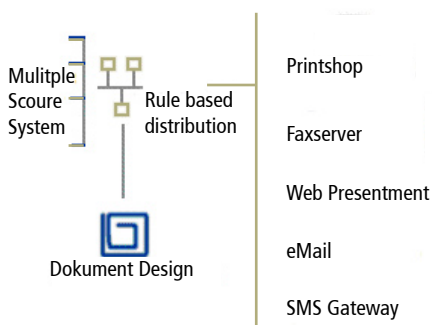 Mulitple
Scoure
System
Rule based
distribution
Dokument Design
Printshop
Faxserver
Web Presentment
eMail
SMS Gateway